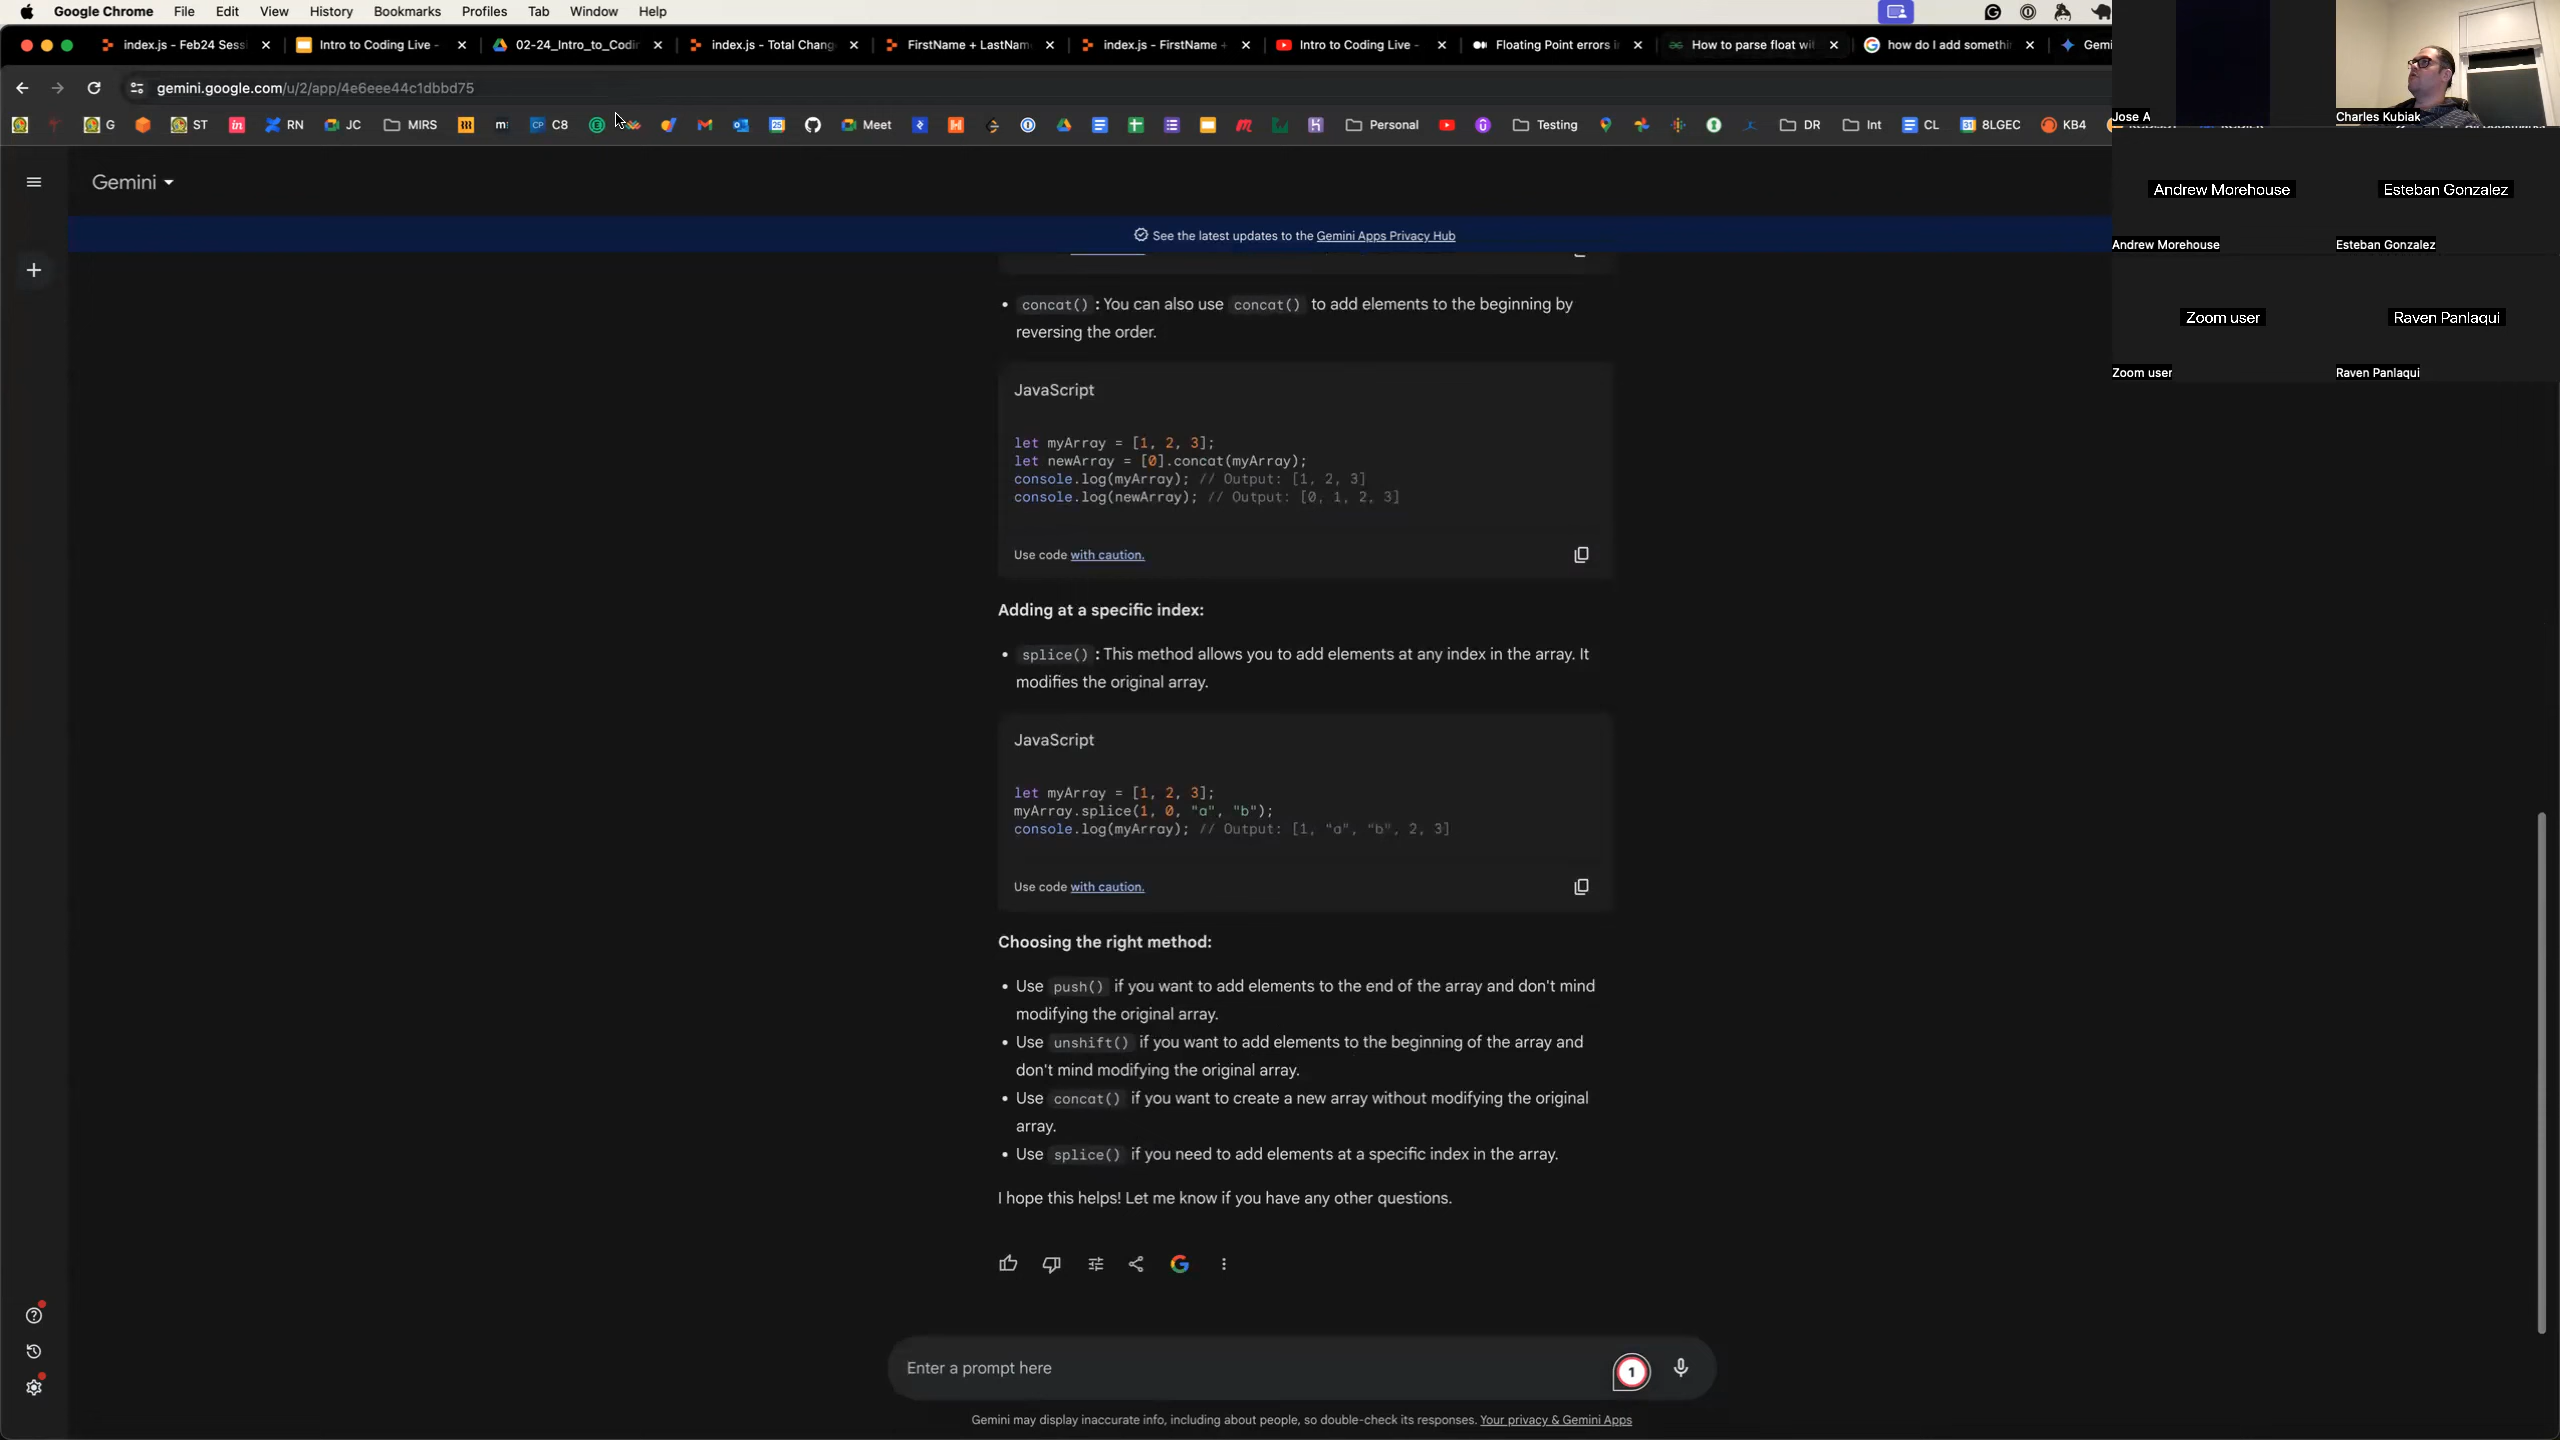 Google Chrome File Edit View History Bookmarks Profiles Tab Window Help
index.js - Feb24 Sessi
Intro to Coding Live -
02-24_Intro_to_Codin
index.js - Total Chang
FirstName + LastNam
index.js - FirstName +
Intro to Coding Live -
Floating Point errors i
How to parse float wi
how do I add somethi
Gemi
gemini.google.com/u/2/app/4e6eee44c1dbbd75
G ST in RN JC MIRS C8 Meet Personal Testing DR Int CL 8LGEC KB4
Jose A
Charles Kubiak
Andrew Morehouse
Esteban Gonzalez
Andrew Morehouse
Esteban Gonzalez
Zoom user
Raven Panlaqui
Zoom user
Raven Panlaqui
Gemini
See the latest updates to the Gemini Apps Privacy Hub
• concat() : You can also use concat() to add elements to the beginning by
reversing the order.
JavaScript
let myArray = [1, 2, 3];
let newArray = [0].concat(myArray);
console.log(myArray); // Output: [1, 2, 3]
console.log(newArray); // Output: [0, 1, 2, 3]
Use code with caution.
Adding at a specific index:
• splice() : This method allows you to add elements at any index in the array. It
modifies the original array.
JavaScript
let myArray = [1, 2, 3];
myArray.splice(1, 0, "a", "b");
console.log(myArray); // Output: [1, "a", "b", 2, 3]
Use code with caution.
Choosing the right method:
• Use push() if you want to add elements to the end of the array and don't mind
modifying the original array.
• Use unshift() if you want to add elements to the beginning of the array and
don't mind modifying the original array.
• Use concat() if you want to create a new array without modifying the original
array.
• Use splice() if you need to add elements at a specific index in the array.
I hope this helps! Let me know if you have any other questions.
Enter a prompt here
1
Gemini may display inaccurate info, including about people, so double-check its responses. Your privacy & Gemini Apps